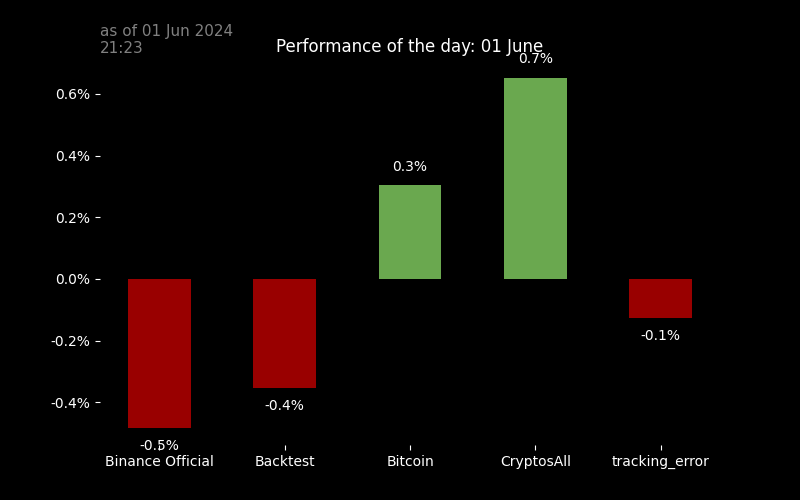 as of 01 Jun 2024
21:23
Performance of the day: 01 June
0.7%
0.6%
0.4%
0.3%
0.2%
0.0%
-0.2%
-0.1%
-0.4%
-0.4%
-0.5%
Binance Official
Backtest
Bitcoin
CryptosAll
tracking_error